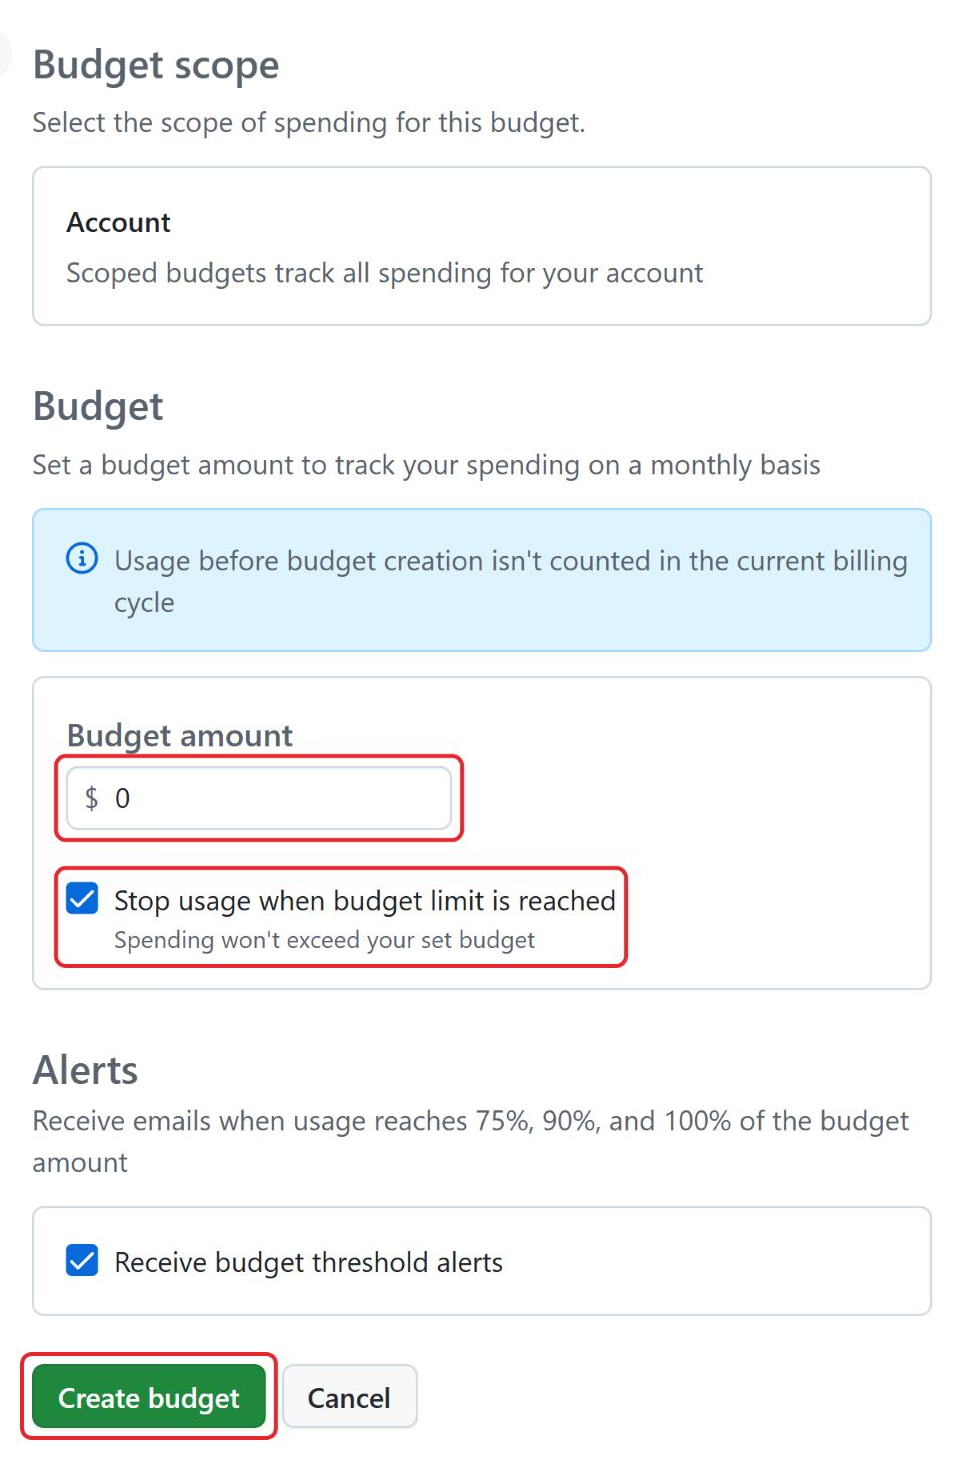 Budget scope
Select the scope of spending for this budget.
Account
Scoped budgets track all spending for your account
Budget
Set a budget amount to track your spending on a monthly basis
Usage before budget creation isn't counted in the current billing
cycle
Budget amount
$ 0
Stop usage when budget limit is reached
Spending won't exceed your set budget
Alerts
Receive emails when usage reaches 75%, 90%, and 100% of the budget
amount
Receive budget threshold alerts
Create budget Cancel